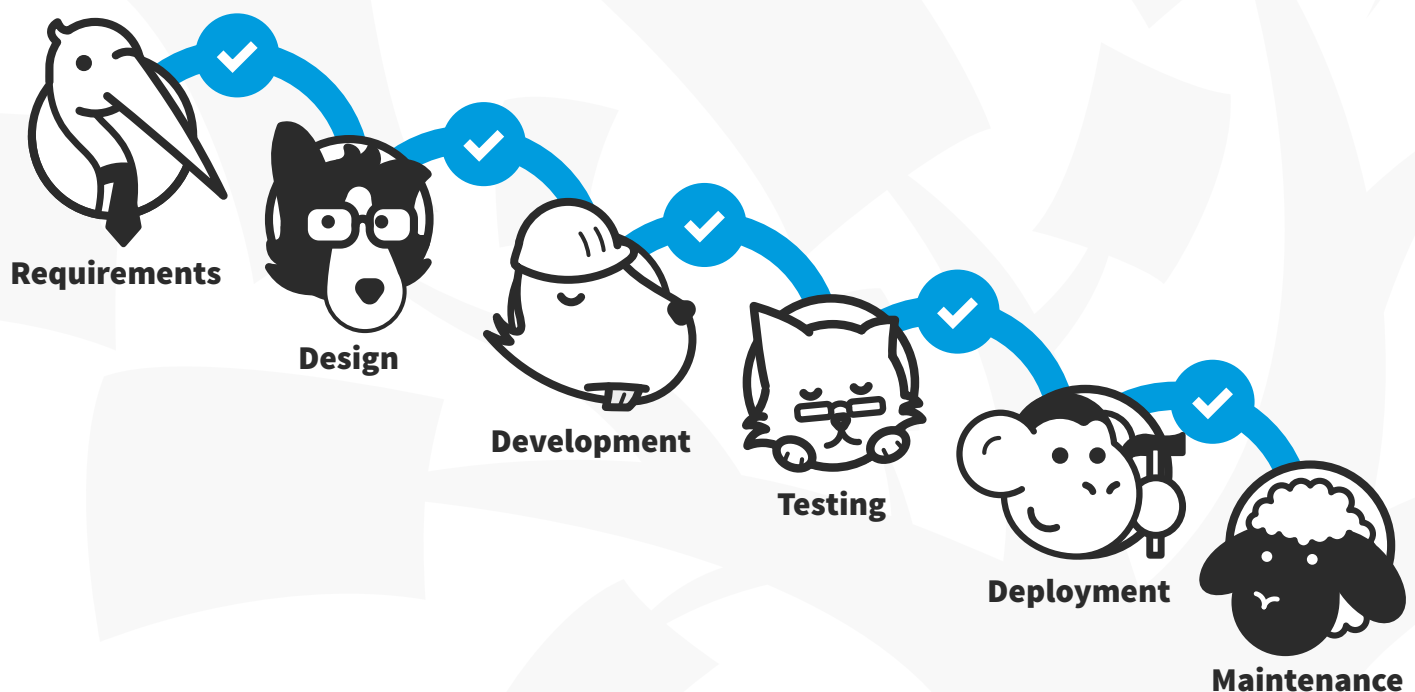 Requirements
Design
Development
Testing
Deployment
Maintenance